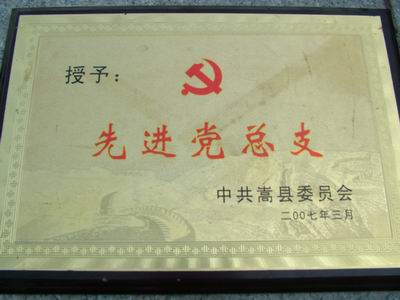 授予：
先进党总支
中共嵩县委员会
二00七年三月